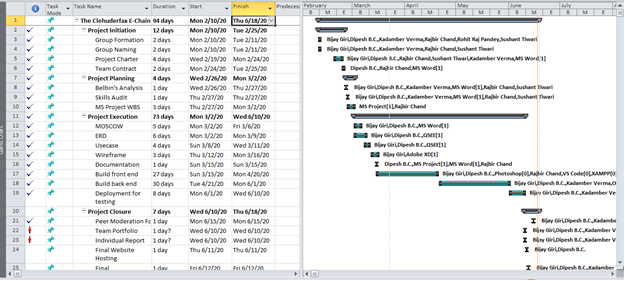 Task Mode Task Name Duration Start Finish Predecess February March April May June July Au
B M E B M E B M E B M E B M E B M E B
1 The Clehuderfax E-Chain 94 days Mon 2/10/20 Thu 6/18/20
2 Project Initiation 12 days Mon 2/10/20 Tue 2/25/20
3 Group Formation 2 days Mon 2/10/20 Tue 2/11/20 Bijay Giri,Dipesh B.C.,Kadamber Verma,Rajbir Chand,Rohit Raj Pandey,Sushant Tiwari
4 Group Naming 2 days Mon 2/10/20 Tue 2/11/20 Bijay Giri,Dipesh B.C.,Kadamber Verma,Rajbir Chand,Sushant Tiwari
5 Project Charter 4 days Wed 2/19/20 Mon 2/24/20 Bijay Giri,Dipesh B.C.,Rajbir Chand,Sushant Tiwari,Kadamber Verma,MS Word[1]
6 Team Contract 2 days Mon 2/24/20 Tue 2/25/20 Dipesh B.C.,Rajbir Chand,MS Word[1]
7 Project Planning 4 days Wed 2/26/20 Mon 3/2/20
8 Belbin's Analysis 1 day Wed 2/26/20 Thu 2/27/20 Bijay Giri,Dipesh B.C.,Kadamber Verma,MS Word[1],Rajbir Chand,Sushant Tiwari
9 Skills Audit 1 day Thu 2/27/20 Thu 2/27/20 Bijay Giri,Dipesh B.C.,Kadamber Verma,MS Word[1],Rajbir Chand,Sushant Tiwari
10 MS Project WBS 3 days Thu 2/27/20 Mon 3/2/20 MS Project[1],Rajbir Chand
11 Project Execution 73 days Mon 3/2/20 Wed 6/10/20
12 MOSCOW 5 days Mon 3/2/20 Fri 3/6/20 Bijay Giri,Dipesh B.C.,MS Word[1]
13 ERD 6 days Mon 3/2/20 Mon 3/9/20 Bijay Giri,Dipesh B.C.,QSEE[1]
14 Usecase 4 days Sun 3/8/20 Wed 3/11/20 Bijay Giri,Dipesh B.C.,QSEE[1]
15 Wireframe 3 days Thu 3/12/20 Mon 3/16/20 Bijay Giri,Adobe XD[1]
16 Documentation 1 day Sun 3/15/20 Sun 3/15/20 Dipesh B.C.,MS Project[1],MS Word[1],Rajbir Chand
17 Build front end 27 days Sun 3/15/20 Mon 4/20/20 Bijay Giri,Dipesh B.C.,Photoshop[0],Rajbir Chand,VS Code[0],XAMPP[0]
18 Build back end 30 days Tue 4/21/20 Mon 6/1/20 Bijay Giri,Dipesh B.C.,Kadamber Verma,O
19 Deployment for testing 8 days Mon 6/1/20 Wed 6/10/20 Bijay Giri,Dipesh B.C.,Kadamber Verma
20 Project Closure 7 days Wed 6/10/20 Thu 6/18/20
21 Peer Moderation Fo 1 day Mon 6/15/20 Mon 6/15/20 Bijay Giri,Dipesh B.C.,Kadamber
22 Team Portfolio 1 day? Wed 6/10/20 Wed 6/10/20 Bijay Giri,Dipesh B.C.,Kadamber V
23 Individual Report 1 day? Wed 6/10/20 Wed 6/10/20 Bijay Giri,Dipesh B.C.,Kadamber V
24 Final Website Hosting 1 day Thu 6/11/20 Thu 6/11/20 Bijay Giri,Dipesh B.C.
25 Final 1 day Fri 6/12/20 Fri 6/12/20 Bijay Giri,Dipesh B.C.,Kadamber